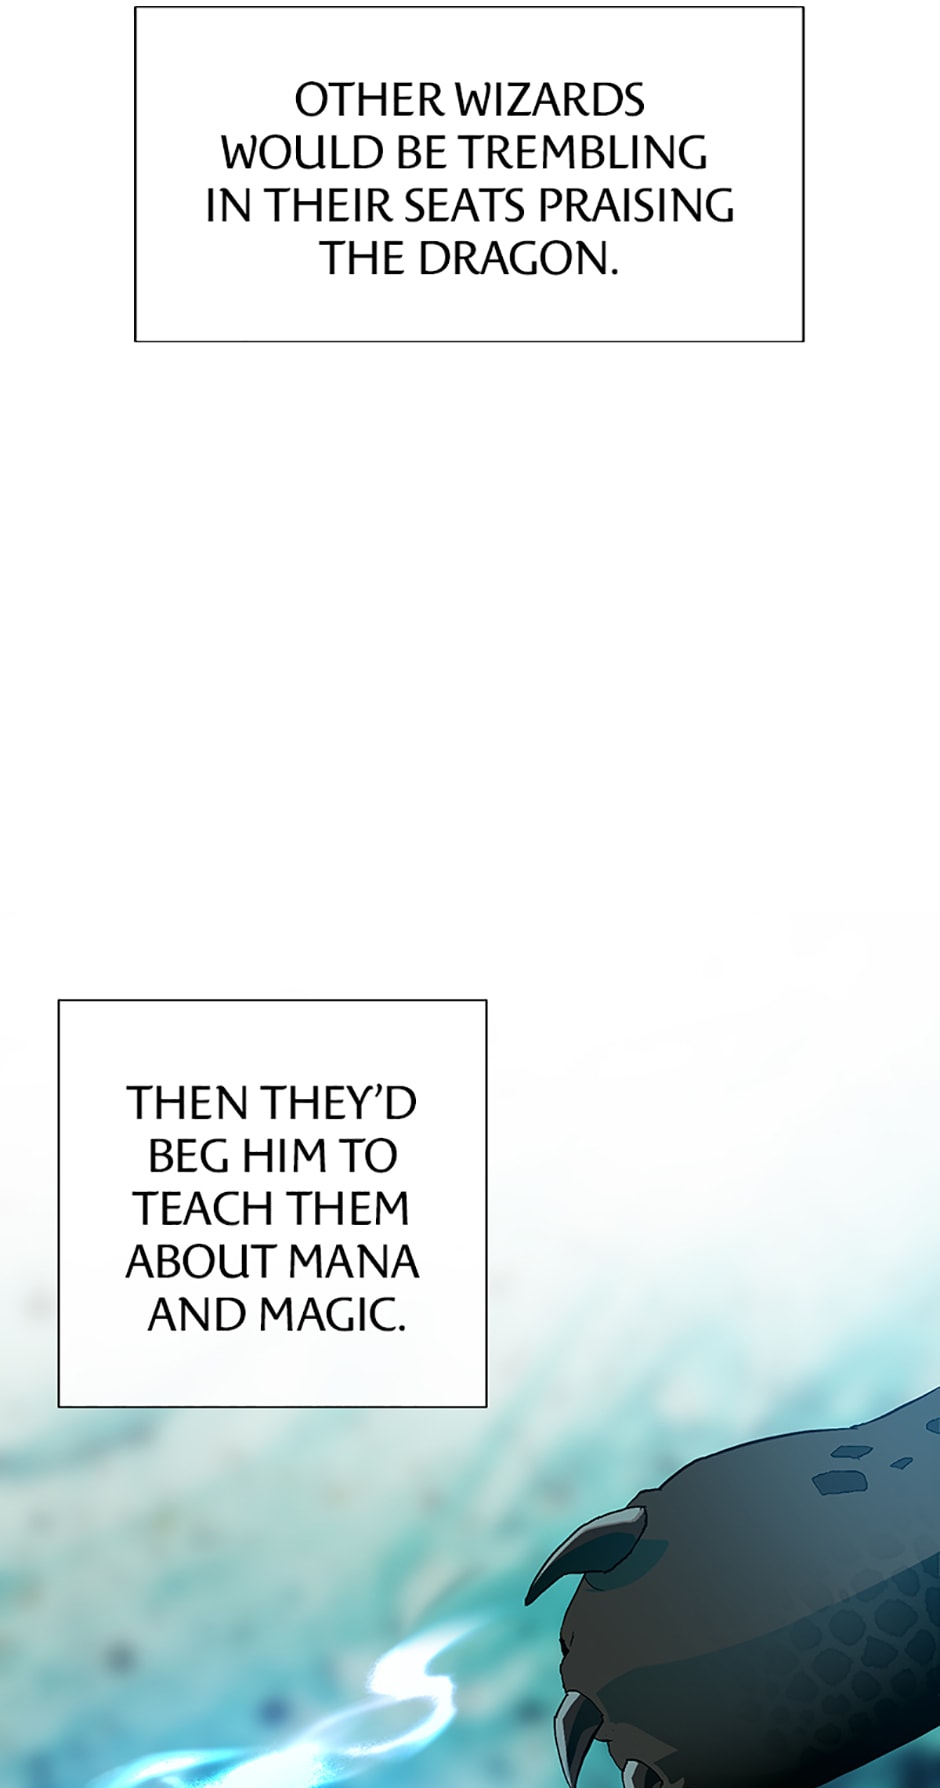 OTHER WIZARDS
WOULD BE TREMBLING
IN THEIR SEATS PRAISING
THE DRAGON.
THEN THEY'D
BEG HIM TO
TEACH THEM
ABOUT MANA
AND MAGIC.